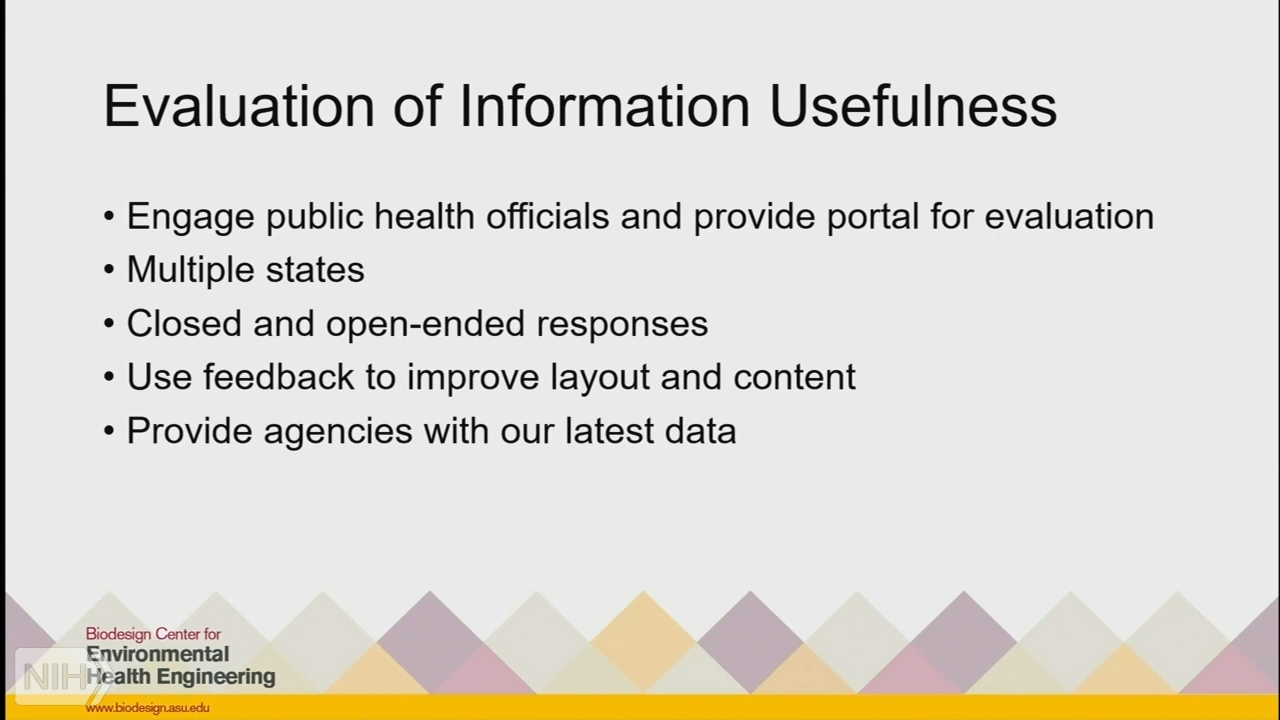 Evaluation of Information Usefulness
• Engage public health officials and provide portal for evaluation
• Multiple states
• Closed and open-ended responses
• Use feedback to improve layout and content
• Provide agencies with our latest data
Biodesign Center for
Environmental
Health Engineering
NIH
www.biodesign.asu.edu